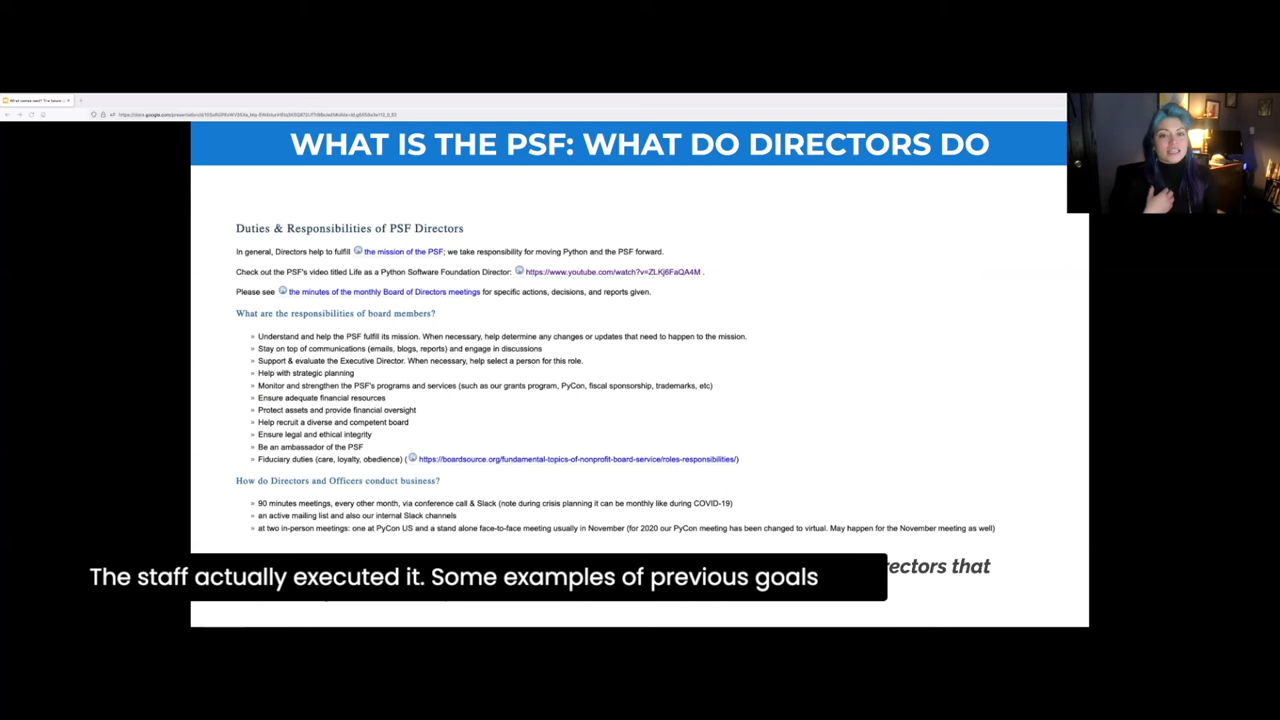 What comes next? The future o
WHAT IS THE PSF: WHAT DO DIRECTORS DO
Duties & Responsibilities of PSF Directors
In general, Directors help to fulfill the mission of the PSF; we take responsibility for moving Python and the PSF forward.
Check out the PSF's video titled Life as a Python Software Foundation Director: https://www.youtube.com/watch?v=ZLKj6FaQA4M .
Please see the minutes of the monthly Board of Directors meetings for specific actions, decisions, and reports given.
What are the responsibilities of board members?
» Understand and help the PSF fulfill its mission. When necessary, help determine any changes or updates that need to happen to the mission.
» Stay on top of communications (emails, blogs, reports) and engage in discussions
» Support & evaluate the Executive Director. When necessary, help select a person for this role.
» Help with strategic planning
» Monitor and strengthen the PSF's programs and services (such as our grants program, PyCon, fiscal sponsorship, trademarks, etc)
» Ensure adequate financial resources
» Protect assets and provide financial oversight
» Help recruit a diverse and competent board
» Ensure legal and ethical integrity
» Be an ambassador of the PSF
» Fiduciary duties (care, loyalty, obedience) ( https://boardsource.org/fundamental-topics-of-nonprofit-board-service/roles-responsibilities/)
How do Directors and Officers conduct business?
» 90 minutes meetings, every other month, via conference call & Slack (note during crisis planning it can be monthly like during COVID-19)
» an active mailing list and also our internal Slack channels
» at two in-person meetings: one at PyCon US and a stand alone face-to-face meeting usually in November (for 2020 our PyCon meeting has been changed to virtual. May happen for the November meeting as well)
rectors that
The staff actually executed it. Some examples of previous goals